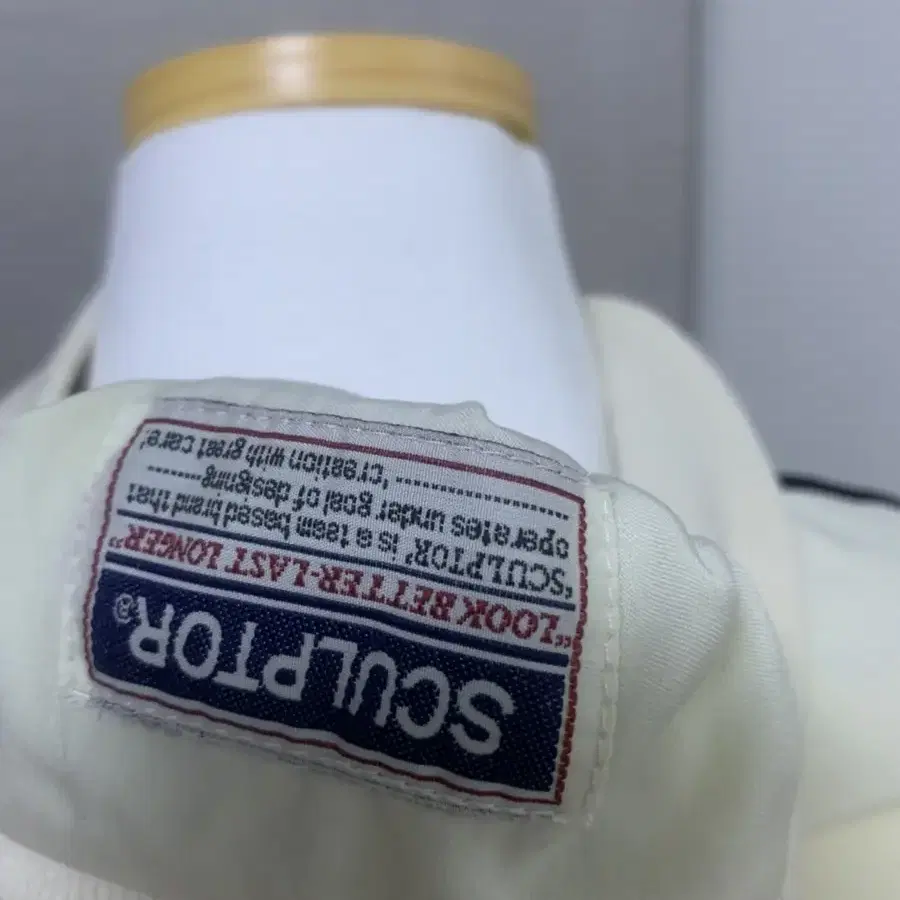 SCULPTOR®
"LOOK BETTER-LAST LONGER"
'SCULPTOR', is a team based brand that
operates under goal of designing
'creation with great care.'